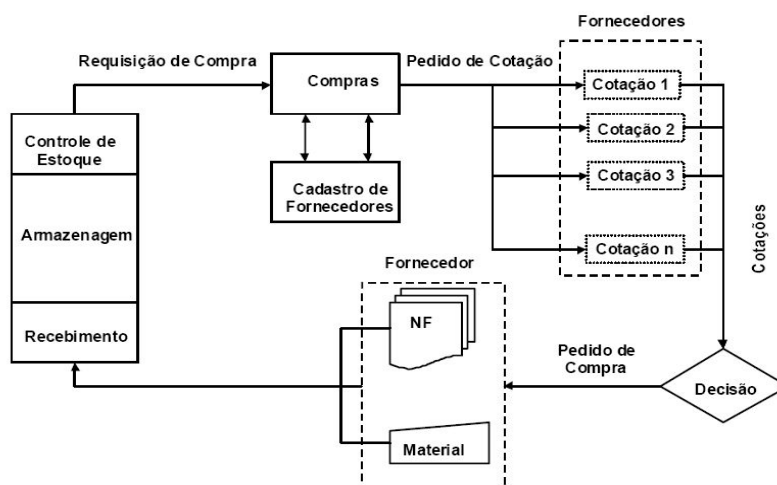 Fornecedores
Requisição de Compra
Compras
Pedido de Cotação
Cotação 1
Cotação 2
Cotação 3
Cotação n
Cotações
Controle de
Estoque
Armazenagem
Recebimento
Cadastro de
Fornecedores
Fornecedor
NF
Material
Pedido de
Compra
Decisão